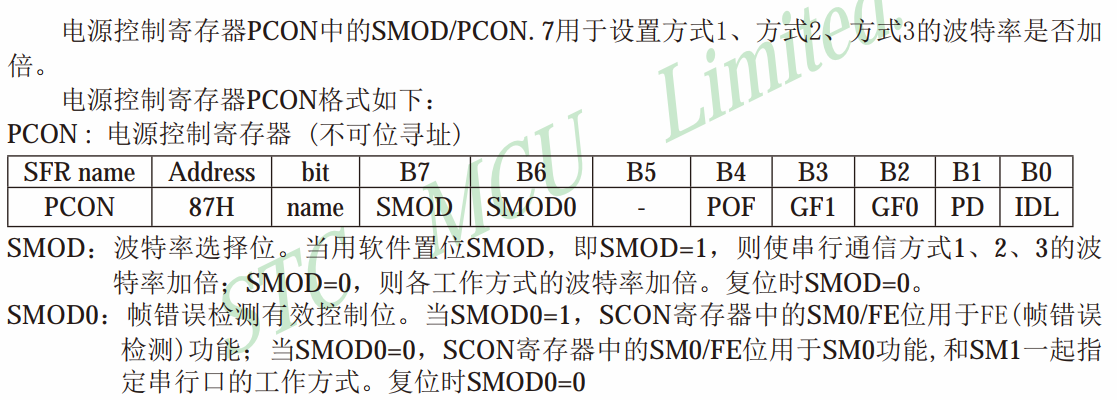 电源控制寄存器PCON中的SMOD/PCON. 7用于设置方式1、方式2、方式3的波特率是否加
倍。
电源控制寄存器PCON格式如下：
PCON : 电源控制寄存器 (不可位寻址)
SFR name Address bit B7 B6 B5 B4 B3 B2 B1 B0
PCON 87H name SMOD SMOD0 - POF GF1 GF0 PD IDL
SMOD：波特率选择位。当用软件置位SMOD，即SMOD=1，则使串行通信方式1、2、3的波
特率加倍；SMOD=0，则各工作方式的波特率加倍。复位时SMOD=0。
SMOD0：帧错误检测有效控制位。当SMOD0=1，SCON寄存器中的SM0/FE位用于FE(帧错误
检测)功能；当SMOD0=0，SCON寄存器中的SM0/FE位用于SM0功能,和SM1一起指
定串行口的工作方式。复位时SMOD0=0
STC MCU Limited.